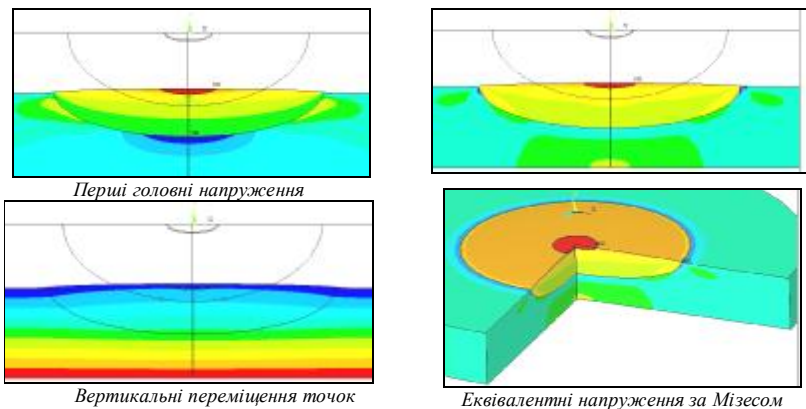 Перші головні напруження
Вертикальні переміщення точок
Еквівалентні напруження за Мізесом